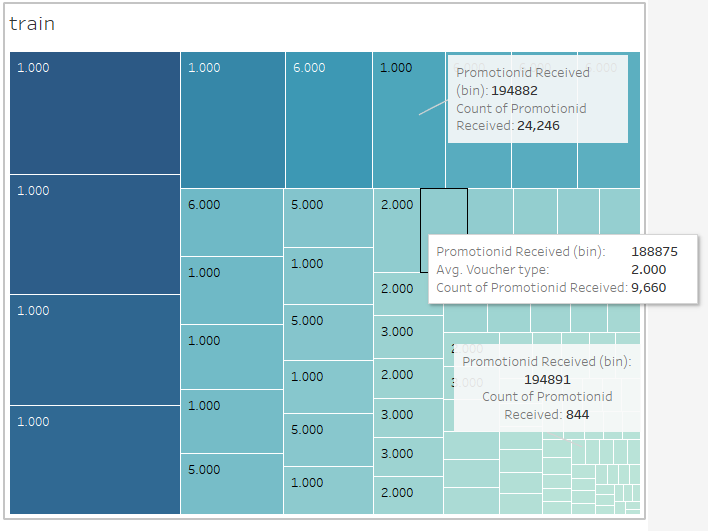 train
1.000
1.000
6.000
1.000
Promotionid Received
(bin): 194882
Count of Promotionid
Received: 24,246
1.000
6.000
5.000
2.000
1.000
1.000
2.000
Promotionid Received (bin): 188875
Avg. Voucher type: 2.000
Count of Promotionid Received: 9,660
1.000
1.000
5.000
3.000
Promotionid Received (bin):
194891
Count of Promotionid
Received: 844
1.000
2.000
1.000
1.000
3.000
5.000
3.000
5.000
1.000
2.000